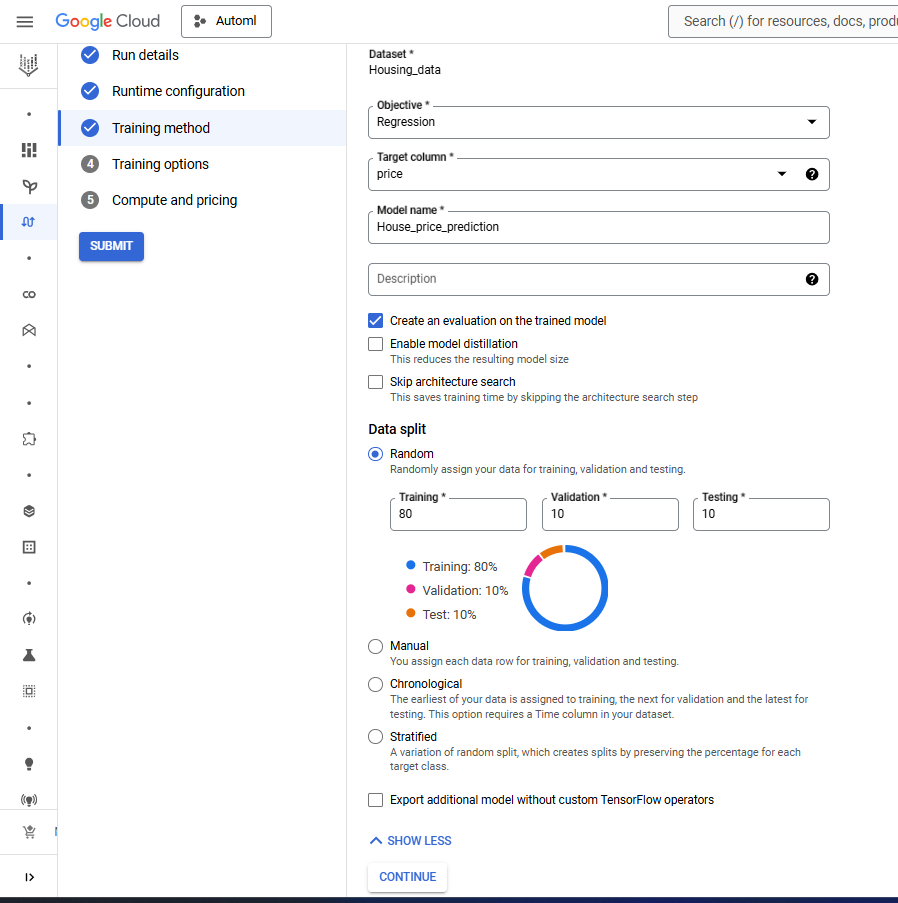 Google Cloud
Automl
Search (/) for resources, docs, produ
Run details
Runtime configuration
Training method
4 Training options
5 Compute and pricing
SUBMIT
Dataset *
Housing_data
Objective *
Regression
Target column *
price
Model name *
House_price_prediction
Description
Create an evaluation on the trained model
Enable model distillation
This reduces the resulting model size
Skip architecture search
This saves training time by skipping the architecture search step
Data split
Random
Randomly assign your data for training, validation and testing.
Training * Validation * Testing *
80 10 10
Training: 80%
Validation: 10%
Test: 10%
Manual
You assign each data row for training, validation and testing.
Chronological
The earliest of your data is assigned to training, the next for validation and the latest for
testing. This option requires a Time column in your dataset.
Stratified
A variation of random split, which creates splits by preserving the percentage for each
target class.
Export additional model without custom TensorFlow operators
SHOW LESS
CONTINUE